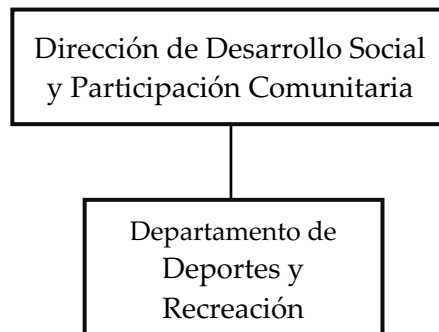 Dirección de Desarrollo Social
y Participación Comunitaria
Departamento de
Deportes y
Recreación